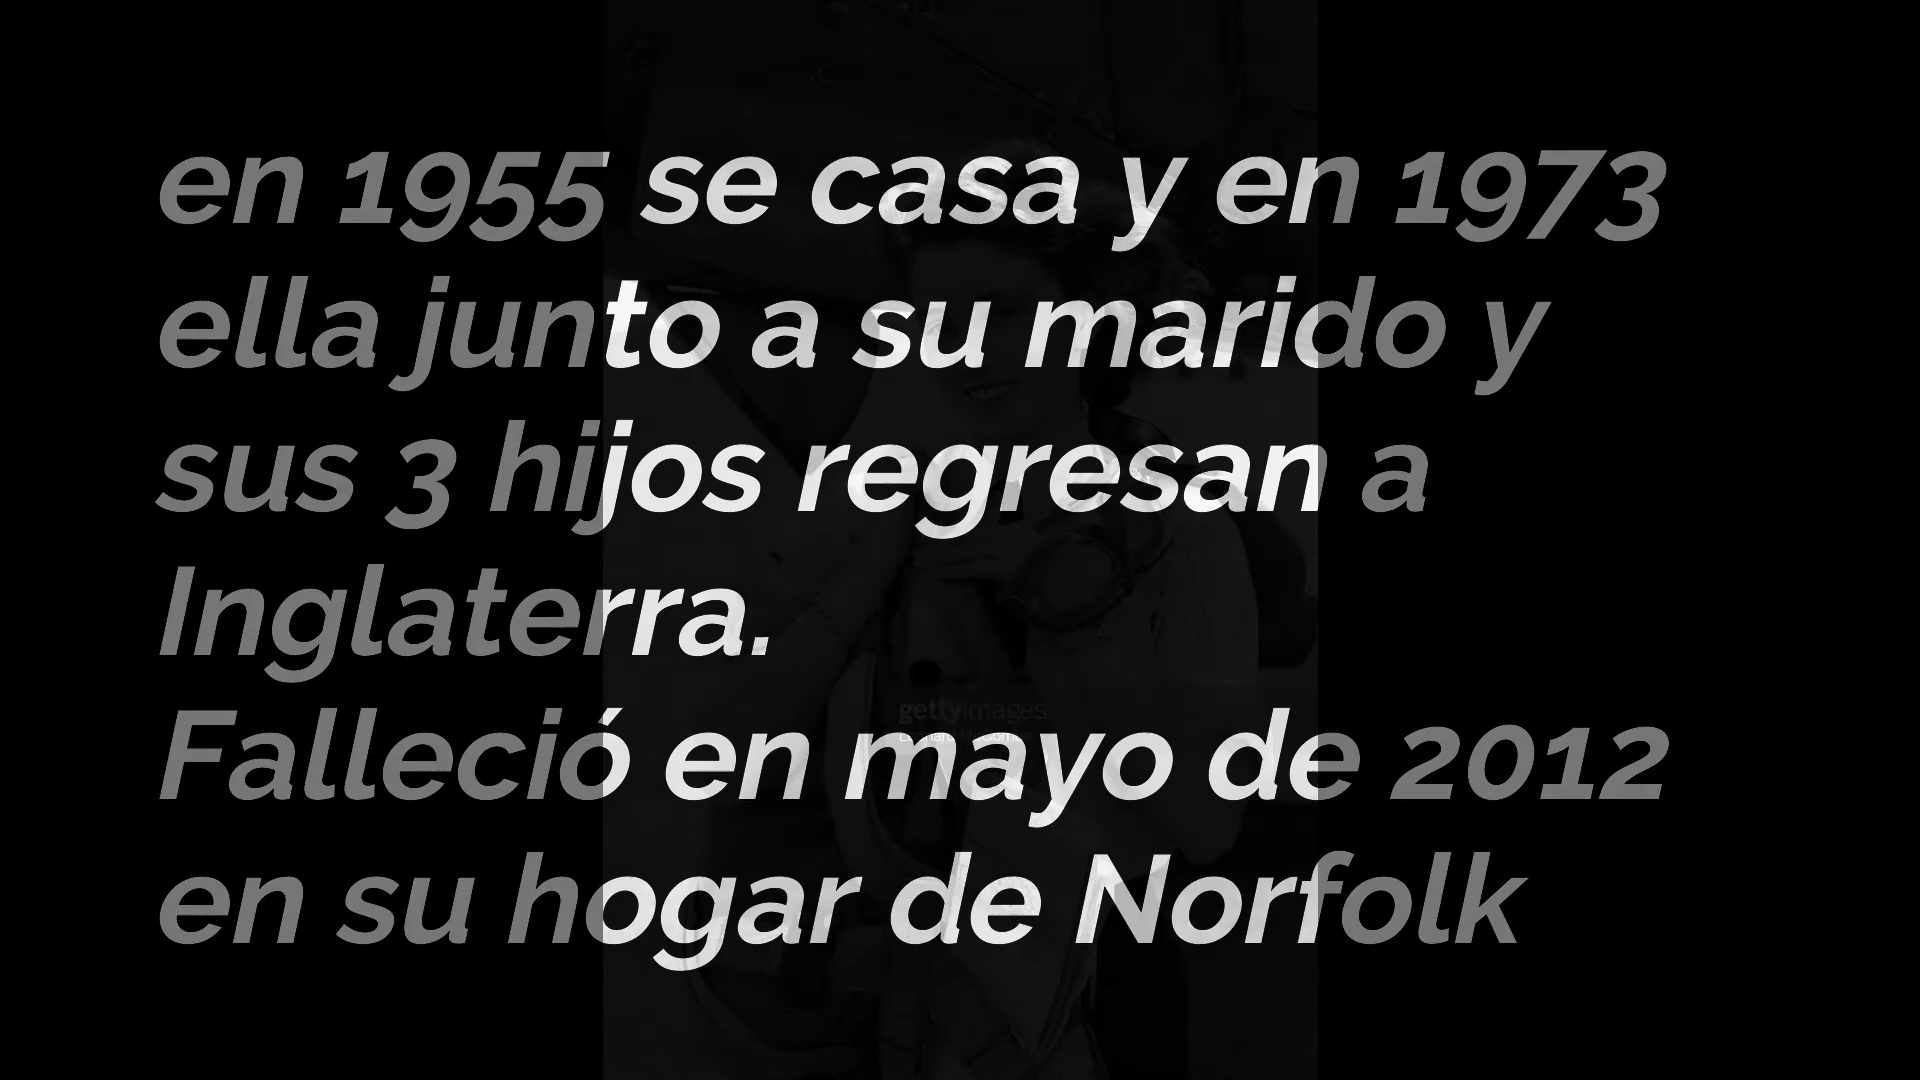 en 1955 se casa y en 1973
ella junto a su marido y
sus 3 hijos regresan a
Inglaterra.
gettyimages
Falleció en mayo de 2012
en su hogar de Norfolk